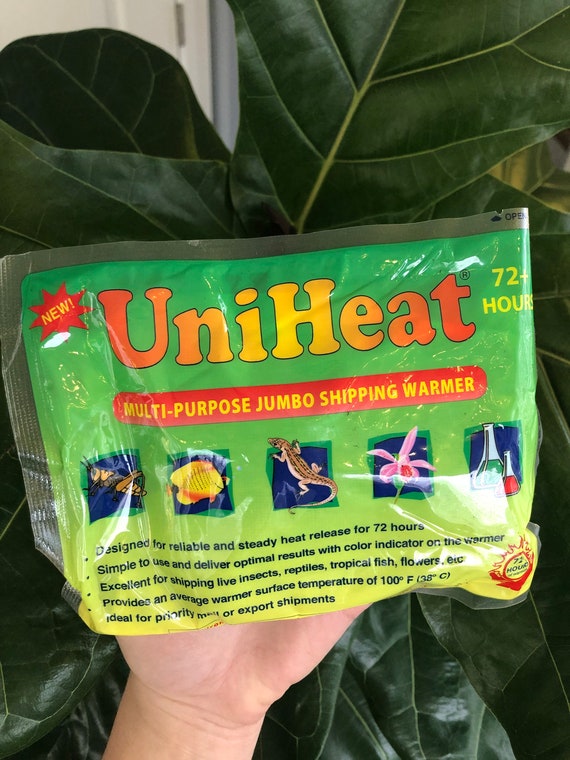 OPEN
NEW!
UniHeat®
72+
HOURS
MULTI-PURPOSE JUMBO SHIPPING WARMER
• Designed for reliable and steady heat release for 72 hours
• Simple to use and deliver optimal results with color indicator on the warmer
• Excellent for shipping live insects, reptiles, tropical fish, flowers, etc
• Provides an average warmer surface temperature of 100° F (38° C)
Ideal for priority mail or export shipments
72
HOUR